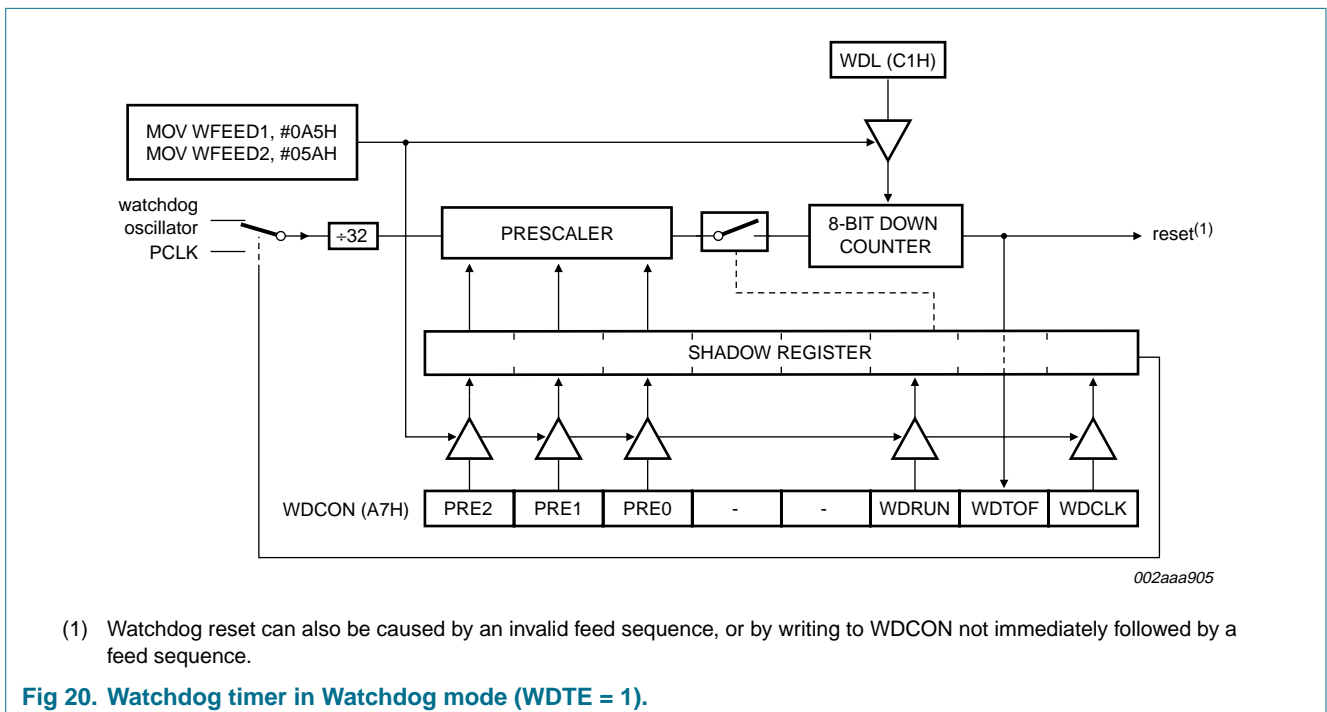 WDL (C1H)
MOV WFEED1, #0A5H
MOV WFEED2, #05AH
watchdog
oscillator
PCLK
÷32
PRESCALER
8-BIT DOWN
COUNTER
reset(1)
SHADOW REGISTER
WDCON (A7H)
PRE2
PRE1
PRE0
-
-
WDRUN
WDTOF
WDCLK
002aaa905
(1) Watchdog reset can also be caused by an invalid feed sequence, or by writing to WDCON not immediately followed by a
feed sequence.
Fig 20. Watchdog timer in Watchdog mode (WDTE = 1).